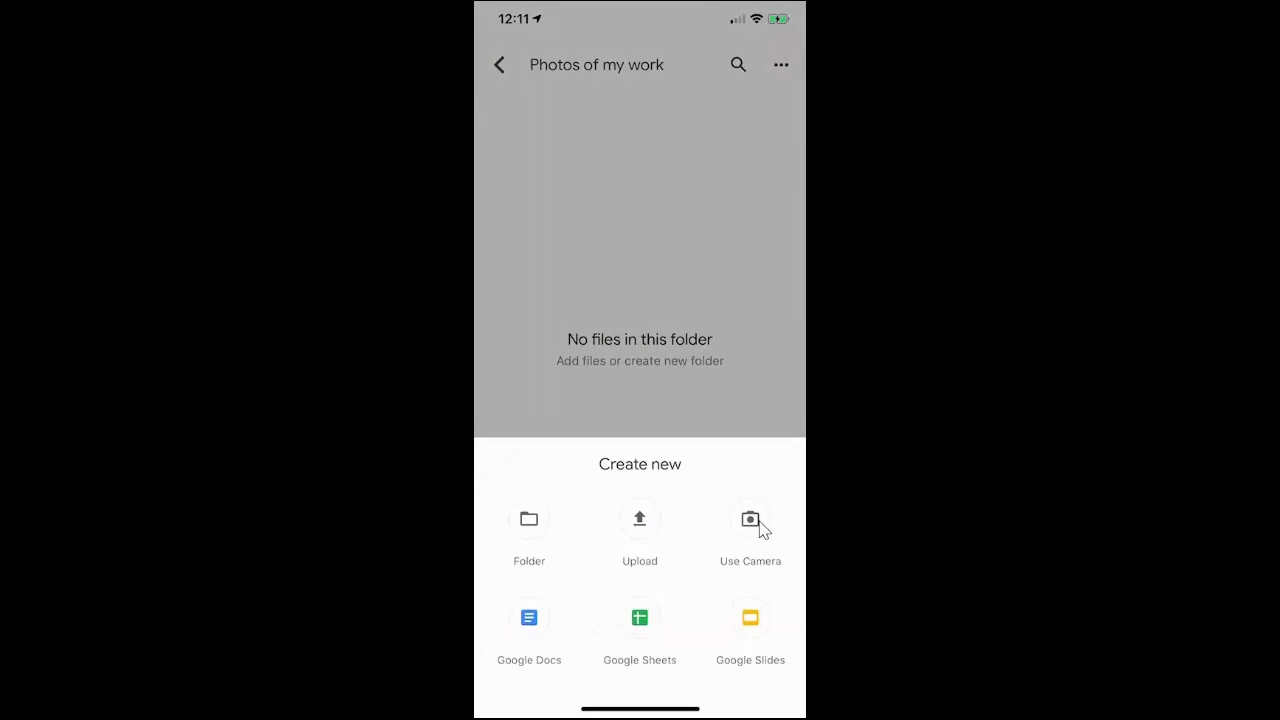 12:11
Photos of my work
No files in this folder
Add files or create new folder
Create new
Folder
Upload
Use Camera
Google Docs
Google Sheets
Google Slides